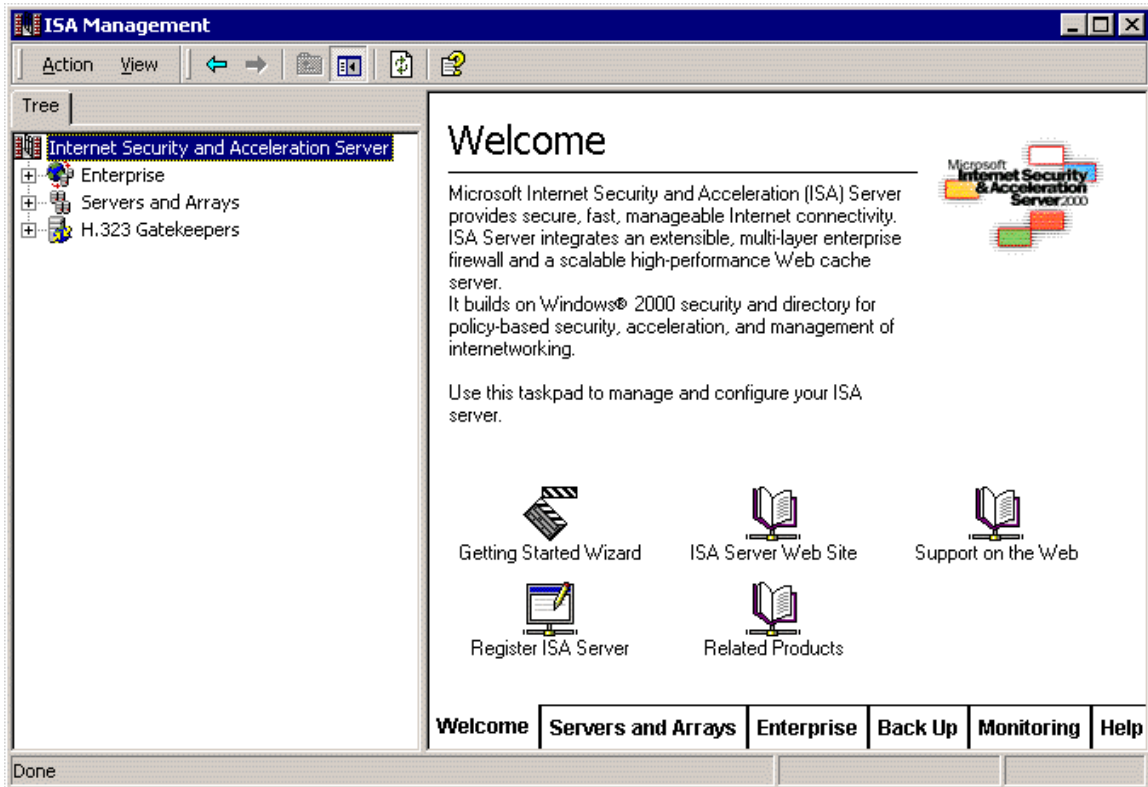 ISA Management
Action View
Tree
Internet Security and Acceleration Server
Enterprise
Servers and Arrays
H.323 Gatekeepers
Welcome
Microsoft
Internet Security
& Acceleration
Server2000
Microsoft Internet Security and Acceleration (ISA) Server
provides secure, fast, manageable Internet connectivity.
ISA Server integrates an extensible, multi-layer enterprise
firewall and a scalable high-performance Web cache
server.
It builds on Windows® 2000 security and directory for
policy-based security, acceleration, and management of
internetworking.
Use this taskpad to manage and configure your ISA
server.
Getting Started Wizard
ISA Server Web Site
Support on the Web
Register ISA Server
Related Products
Welcome Servers and Arrays Enterprise Back Up Monitoring Help
Done